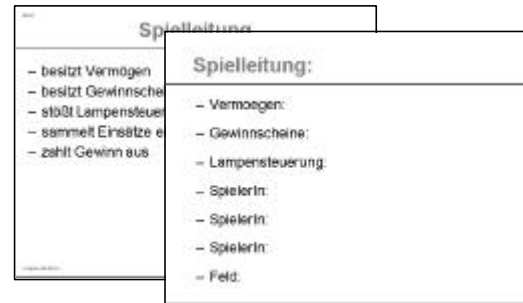 Spielleitung
– besitzt Vermögen
– besitzt Gewinnsche
– stößt Lampensteuer
– sammelt Einsätze e
– zahlt Gewinn aus
Spielleitung:
– Vermoegen:
– Gewinnscheine:
– Lampensteuerung:
– SpielerIn:
– SpielerIn:
– SpielerIn:
– Feld: